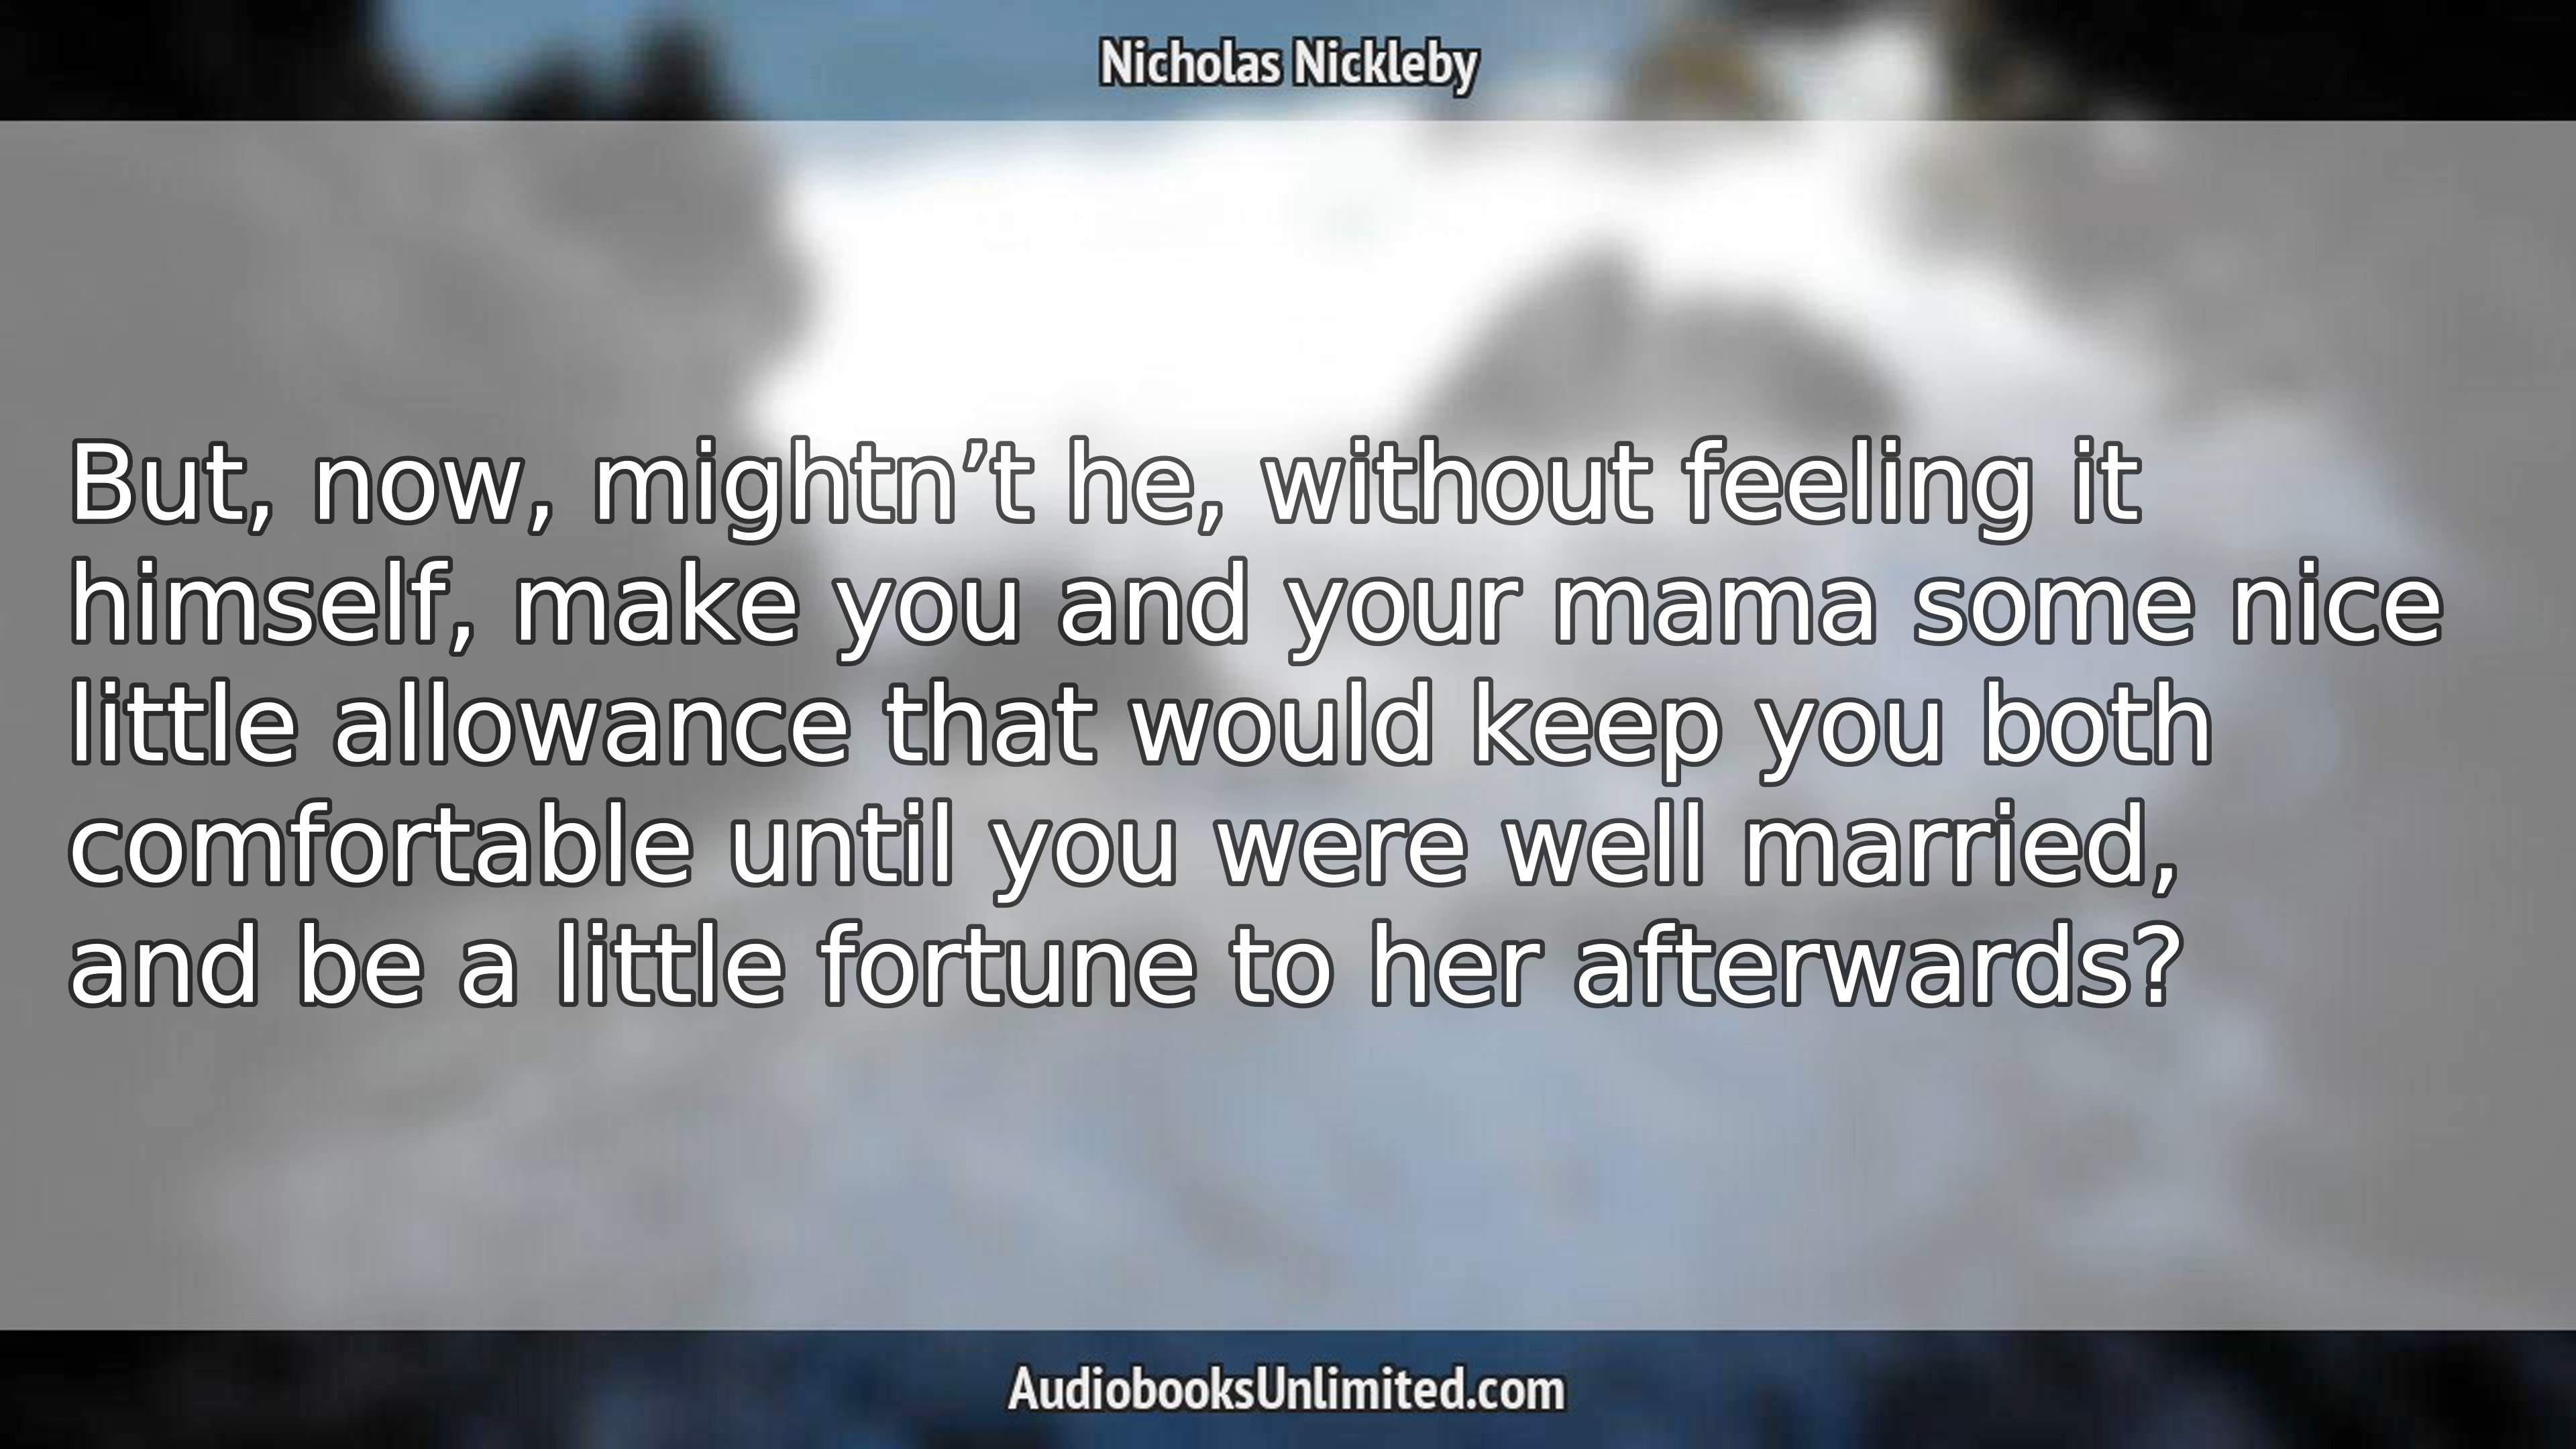 Nicholas Nickleby
But, now, mightn’t he, without feeling it
himself, make you and your mama some nice
little allowance that would keep you both
comfortable until you were well married,
and be a little fortune to her afterwards?
AudiobooksUnlimited.com